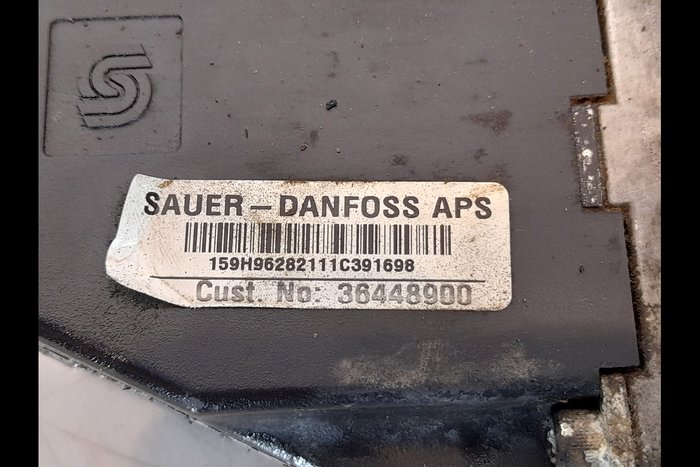 SAUER-DANFOSS APS
159H96282111C391698
Cust. No: 36448900